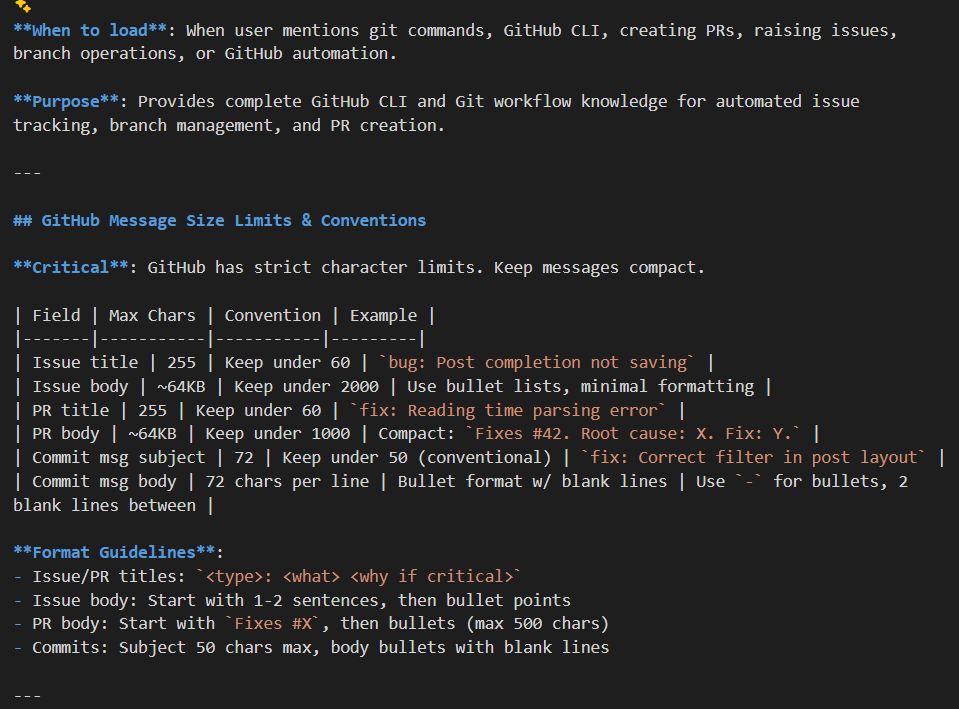 **When to load**: When user mentions git commands, GitHub CLI, creating PRs, raising issues,
branch operations, or GitHub automation.
**Purpose**: Provides complete GitHub CLI and Git workflow knowledge for automated issue
tracking, branch management, and PR creation.
---
## GitHub Message Size Limits & Conventions
**Critical**: GitHub has strict character limits. Keep messages compact.
| Field | Max Chars | Convention | Example |
|-------|-----------|-----------|---------|
| Issue title | 255 | Keep under 60 | `bug: Post completion not saving` |
| Issue body | ~64KB | Keep under 2000 | Use bullet lists, minimal formatting |
| PR title | 255 | Keep under 60 | `fix: Reading time parsing error` |
| PR body | ~64KB | Keep under 1000 | Compact: `Fixes #42. Root cause: X. Fix: Y.` |
| Commit msg subject | 72 | Keep under 50 (conventional) | `fix: Correct filter in post layout` |
| Commit msg body | 72 chars per line | Bullet format w/ blank lines | Use `-` for bullets, 2
blank lines between |
**Format Guidelines**:
- Issue/PR titles: `<type>: <what> <why if critical>`
- Issue body: Start with 1-2 sentences, then bullet points
- PR body: Start with `Fixes #X`, then bullets (max 500 chars)
- Commits: Subject 50 chars max, body bullets with blank lines
---